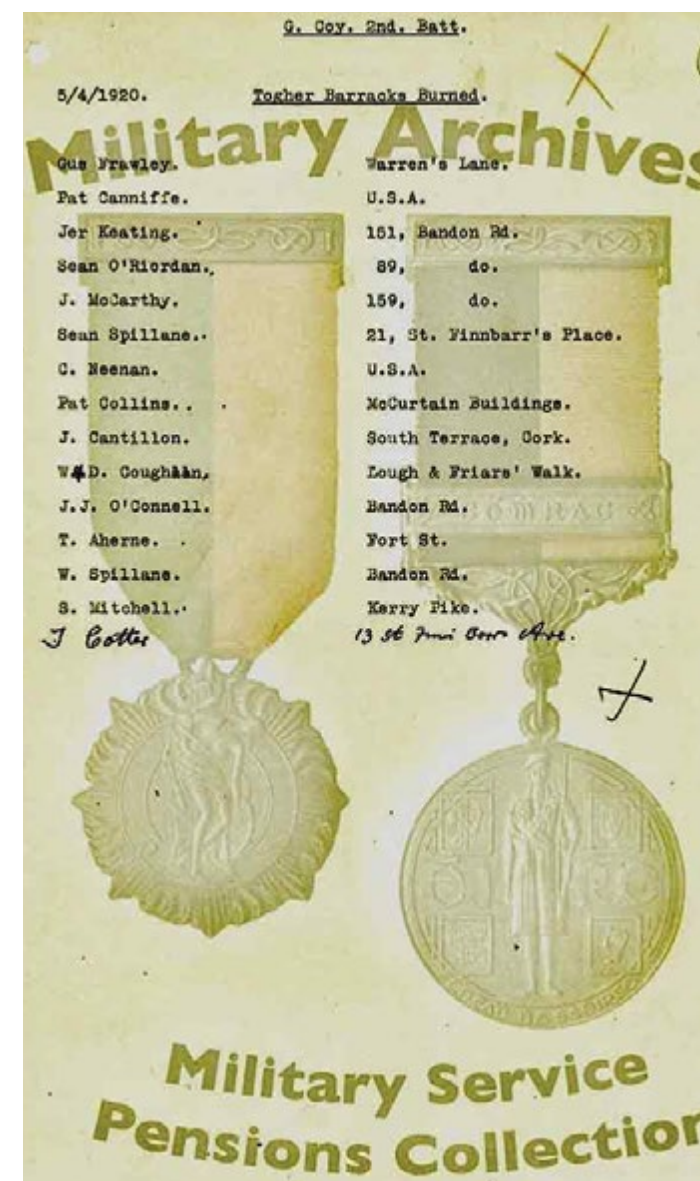 G. Coy. 2nd. Batt.
5/4/1920. Togher Barracks Burned.
Military Archives
Gus Frawley. Warren's Lane.
Pat Canniffe. U.S.A.
Jer Keating. 151, Bandon Rd.
Sean O'Riordan. 89, do.
J. McCarthy. 159, do.
Sean Spillane. 21, St. Finnbarr's Place.
C. Neenan. U.S.A.
Pat Collins. McCurtain Buildings.
J. Cantillon. South Terrace, Cork.
W&D. Coughlan, Lough & Friars' Walk.
J.J. O'Connell. Bandon Rd.
T. Aherne. Fort St.
W. Spillane. Bandon Rd.
S. Mitchell. Kerry Pike.
J Cotter 13 St Ave.
Military Service
Pensions Collection